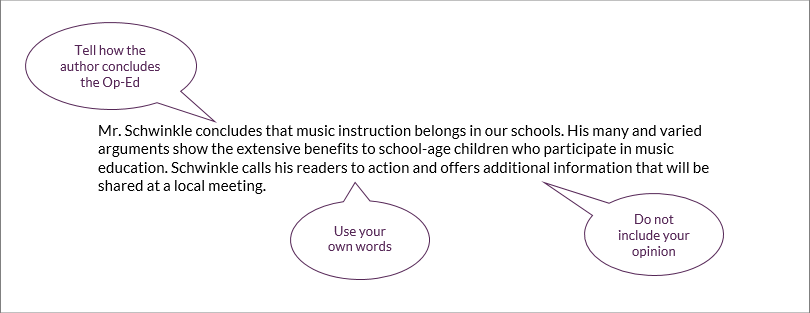 Tell how the
author concludes
the Op-Ed
Mr. Schwinkle concludes that music instruction belongs in our schools. His many and varied
arguments show the extensive benefits to school-age children who participate in music
education. Schwinkle calls his readers to action and offers additional information that will be
shared at a local meeting.
Use your
own words
Do not
include your
opinion